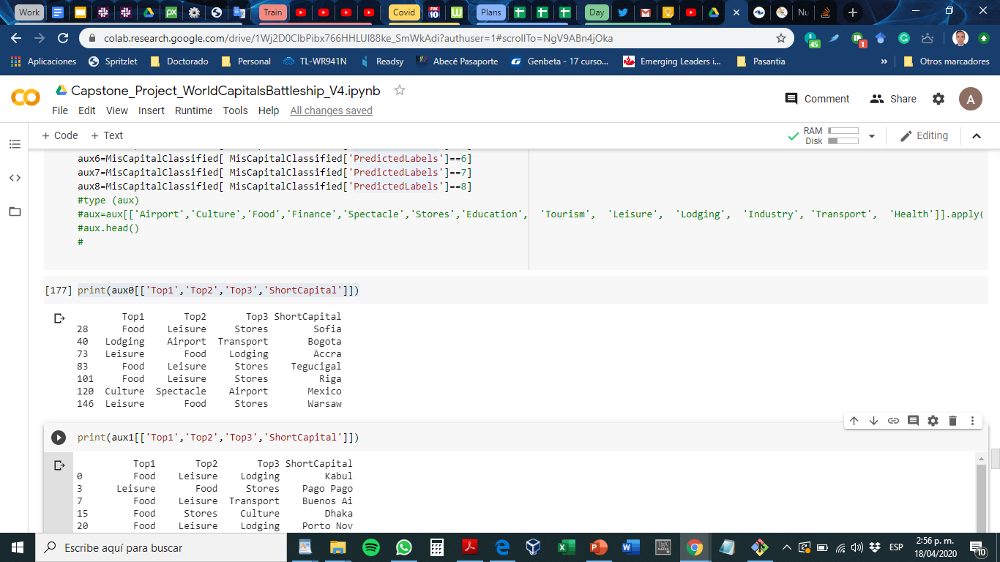 Work Train Covid Plans Day Nu
colab.research.google.com/drive/1Wj2D0ClbPibx766HHLUl88ke_SmWkAdi?authuser=1#scrollTo=NgV9ABn4jOka 45 1
Aplicaciones Spritzlet Doctorado Personal TL-WR941N Readsy Abecé Pasaporte Genbeta - 17 curso... Emerging Leaders i... Pasantia » Otros marcadores
Capstone_Project_WorldCapitalsBattleship_V4.ipynb
Comment Share A
File Edit View Insert Runtime Tools Help All changes saved
+ Code + Text RAM Disk Editing
aux6=MisCapitalClassified[ MisCapitalClassified['PredictedLabels']==6]
aux7=MisCapitalClassified[ MisCapitalClassified['PredictedLabels']==7]
aux8=MisCapitalClassified[ MisCapitalClassified['PredictedLabels']==8]
#type (aux)
#aux=aux[['Airport','Culture','Food','Finance','Spectacle','Stores','Education', 'Tourism', 'Leisure', 'Lodging', 'Industry', 'Transport', 'Health']].apply(
#aux.head()
#
[177] print(aux0[['Top1','Top2','Top3','ShortCapital']])
Top1 Top2 Top3 ShortCapital
28 Food Leisure Stores Sofia
40 Lodging Airport Transport Bogota
73 Leisure Food Lodging Accra
83 Food Leisure Stores Tegucigal
101 Food Leisure Stores Riga
120 Culture Spectacle Airport Mexico
146 Leisure Food Stores Warsaw
print(aux1[['Top1','Top2','Top3','ShortCapital']])
Top1 Top2 Top3 ShortCapital
0 Food Leisure Lodging Kabul
3 Leisure Food Stores Pago Pago
7 Food Leisure Transport Buenos Ai
15 Food Stores Culture Dhaka
20 Food Leisure Lodging Porto Nov
Escribe aquí para buscar ESP 2:56 p. m.
18/04/2020 10